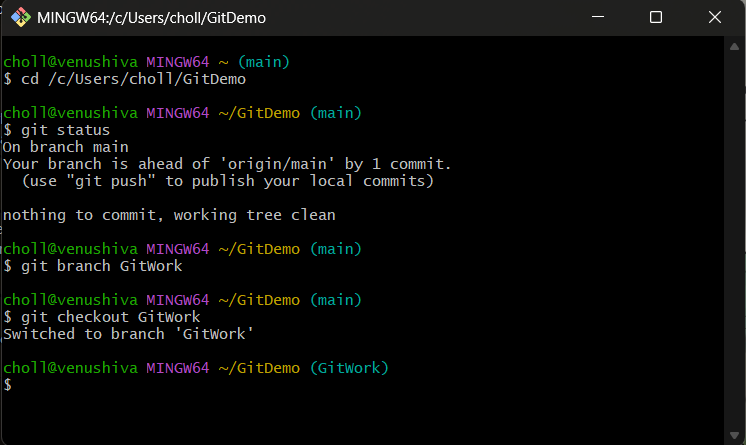 MINGW64:/c/Users/choll/GitDemo
choll@venushiva MINGW64 ~ (main)
$ cd /c/Users/choll/GitDemo
choll@venushiva MINGW64 ~/GitDemo (main)
$ git status
On branch main
Your branch is ahead of 'origin/main' by 1 commit.
  (use "git push" to publish your local commits)
nothing to commit, working tree clean
choll@venushiva MINGW64 ~/GitDemo (main)
$ git branch GitWork
choll@venushiva MINGW64 ~/GitDemo (main)
$ git checkout GitWork
Switched to branch 'GitWork'
choll@venushiva MINGW64 ~/GitDemo (GitWork)
$